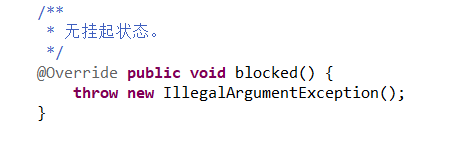 /**
* 无挂起状态。
*/
@Override public void blocked() {
throw new IllegalArgumentException();
}